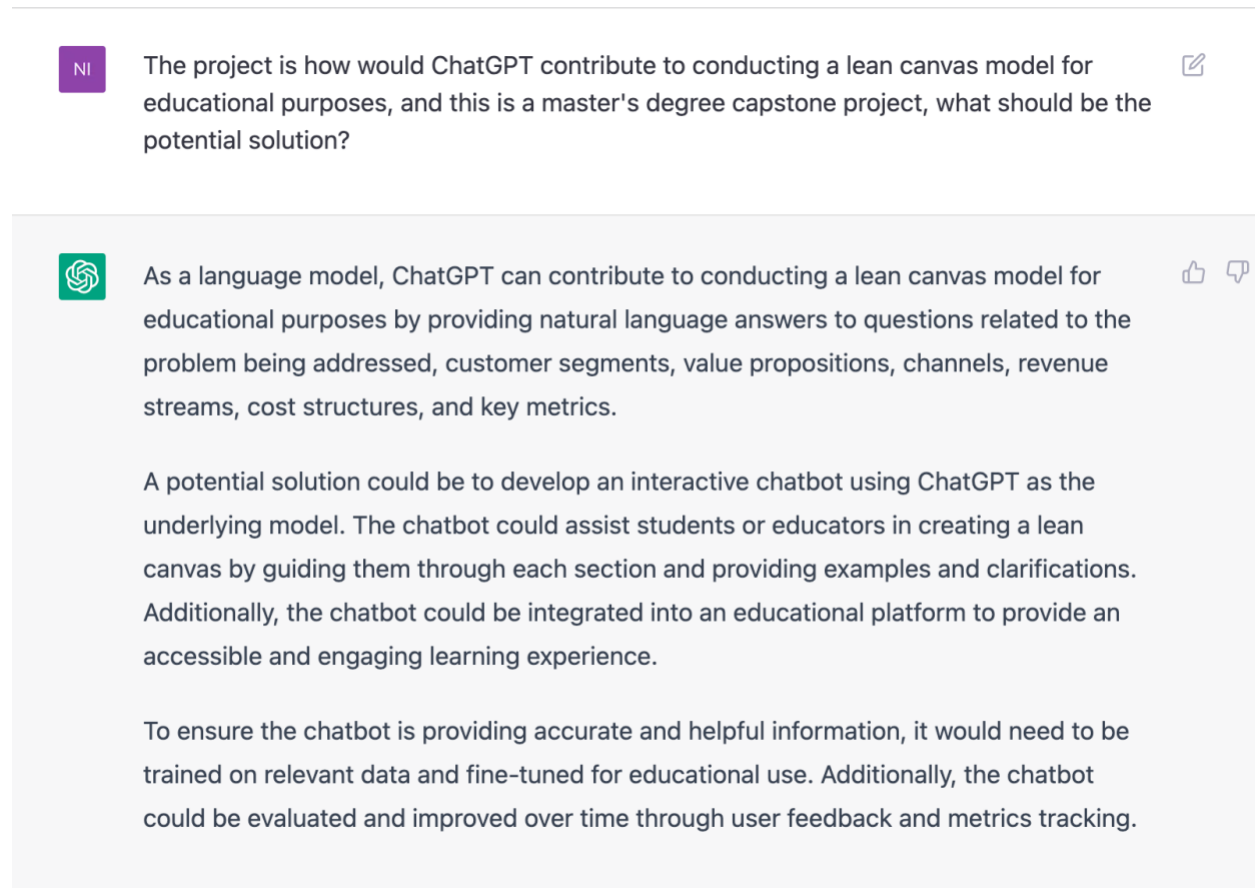 NI
The project is how would ChatGPT contribute to conducting a lean canvas model for
educational purposes, and this is a master's degree capstone project, what should be the
potential solution?
As a language model, ChatGPT can contribute to conducting a lean canvas model for
educational purposes by providing natural language answers to questions related to the
problem being addressed, customer segments, value propositions, channels, revenue
streams, cost structures, and key metrics.
A potential solution could be to develop an interactive chatbot using ChatGPT as the
underlying model. The chatbot could assist students or educators in creating a lean
canvas by guiding them through each section and providing examples and clarifications.
Additionally, the chatbot could be integrated into an educational platform to provide an
accessible and engaging learning experience.
To ensure the chatbot is providing accurate and helpful information, it would need to be
trained on relevant data and fine-tuned for educational use. Additionally, the chatbot
could be evaluated and improved over time through user feedback and metrics tracking.